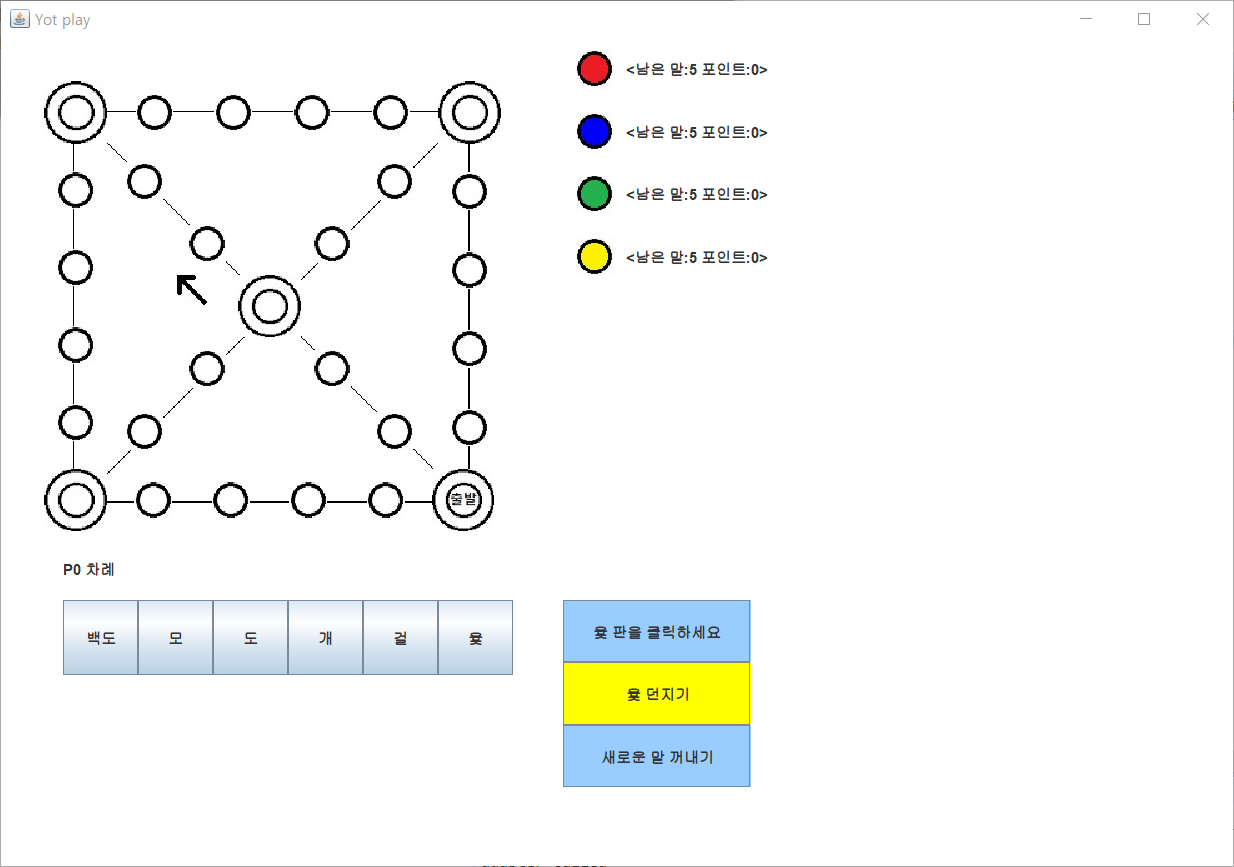 Yot play
<남은 말:5 포인트:0>
<남은 말:5 포인트:0>
<남은 말:5 포인트:0>
<남은 말:5 포인트:0>
출발
P0 차례
백도 모 도 개 걸 윷
윷 판을 클릭하세요
윷 던지기
새로운 말 꺼내기